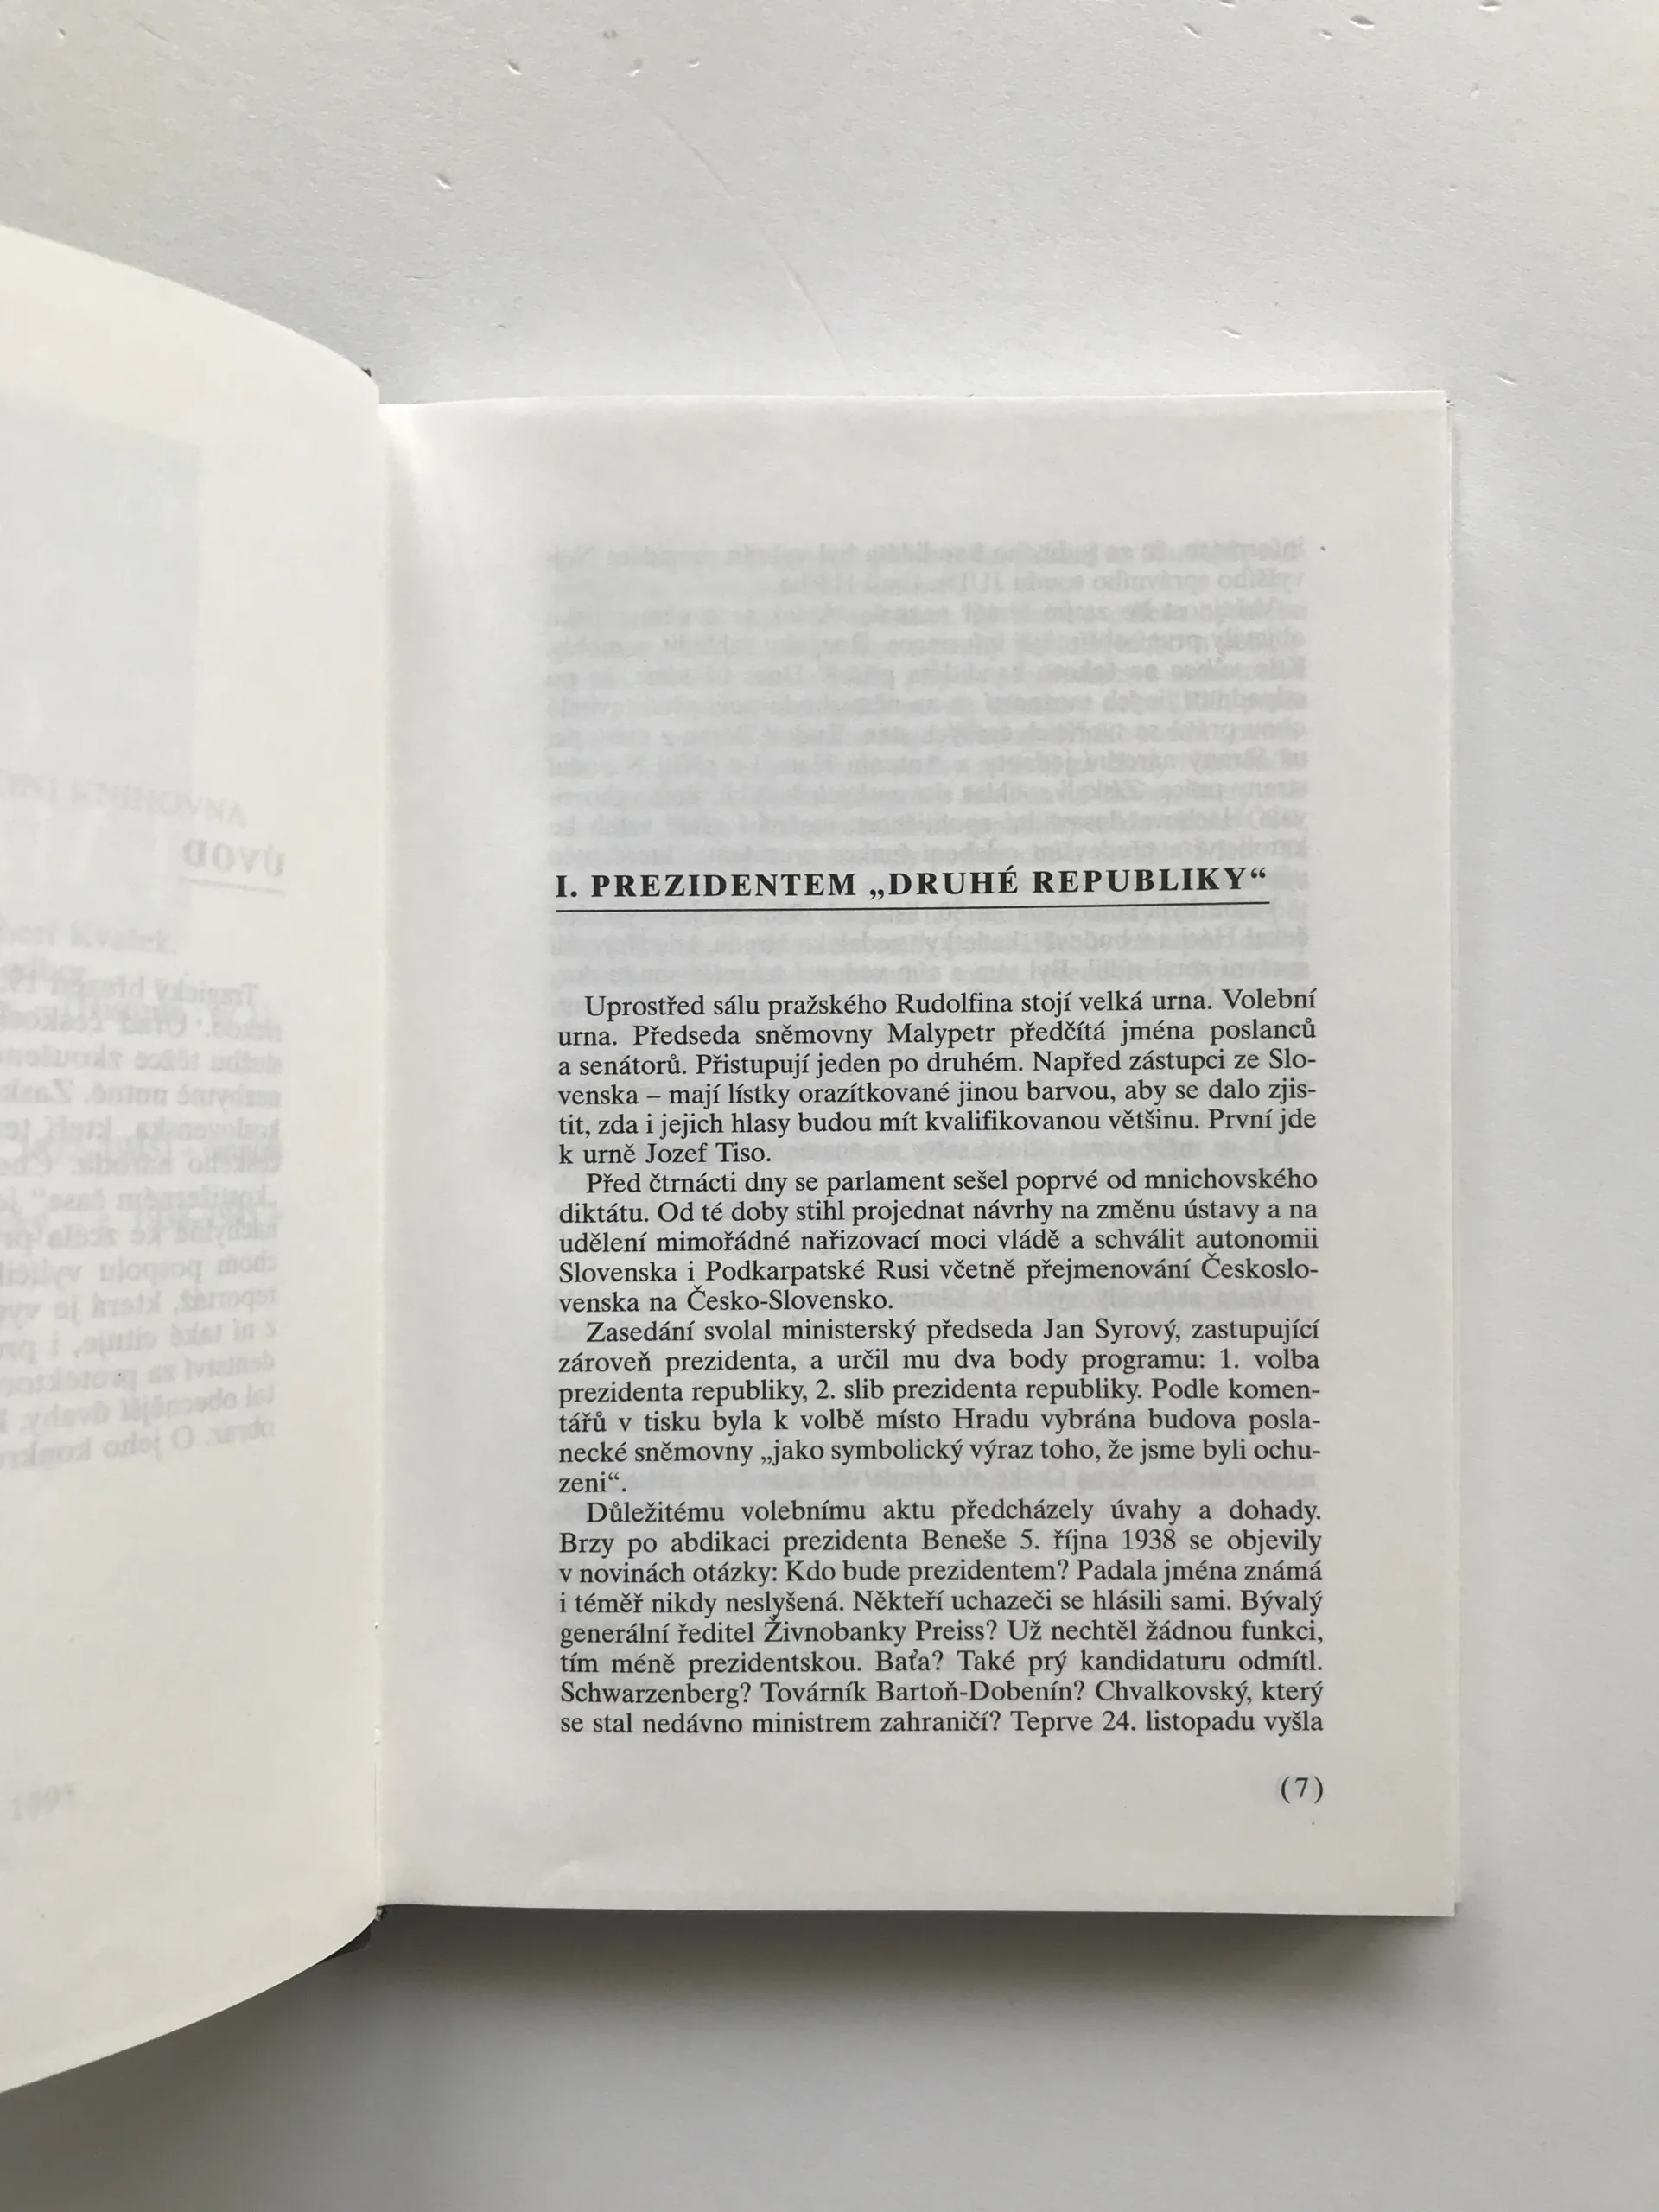 I. PREZIDENTEM „DRUHÉ REPUBLIKY“
Uprostřed sálu pražského Rudolfina stojí velká urna. Volební
urna. Předseda sněmovny Malypetr předčítá jména poslanců
a senátorů. Přistupují jeden po druhém. Napřed zástupci ze Slo-
venska – mají lístky orazítkované jinou barvou, aby se dalo zjis-
tit, zda i jejich hlasy budou mít kvalifikovanou většinu. První jde
k urně Jozef Tiso.
Před čtrnácti dny se parlament sešel poprvé od mnichovského
diktátu. Od té doby stihl projednat návrhy na změnu ústavy a na
udělení mimořádné nařizovací moci vládě a schválit autonomii
Slovenska i Podkarpatské Rusi včetně přejmenování Českoslo-
venska na Česko-Slovensko.
Zasedání svolal ministerský předseda Jan Syrový, zastupující
zároveň prezidenta, a určil mu dva body programu: 1. volba
prezidenta republiky, 2. slib prezidenta republiky. Podle komen-
tářů v tisku byla k volbě místo Hradu vybrána budova posla-
necké sněmovny „jako symbolický výraz toho, že jsme byli ochu-
zeni“.
Důležitému volebnímu aktu předcházely úvahy a dohady.
Brzy po abdikaci prezidenta Beneše 5. října 1938 se objevily
v novinách otázky: Kdo bude prezidentem? Padala jména známá
i téměř nikdy neslyšená. Někteří uchazeči se hlásili sami. Bývalý
generální ředitel Živnobanky Preiss? Už nechtěl žádnou funkci,
tím méně prezidentskou. Baťa? Také prý kandidaturu odmítl.
Schwarzenberg? Továrník Bartoň-Dobenín? Chvalkovský, který
se stal nedávno ministrem zahraničí? Teprve 24. listopadu vyšla
(7)